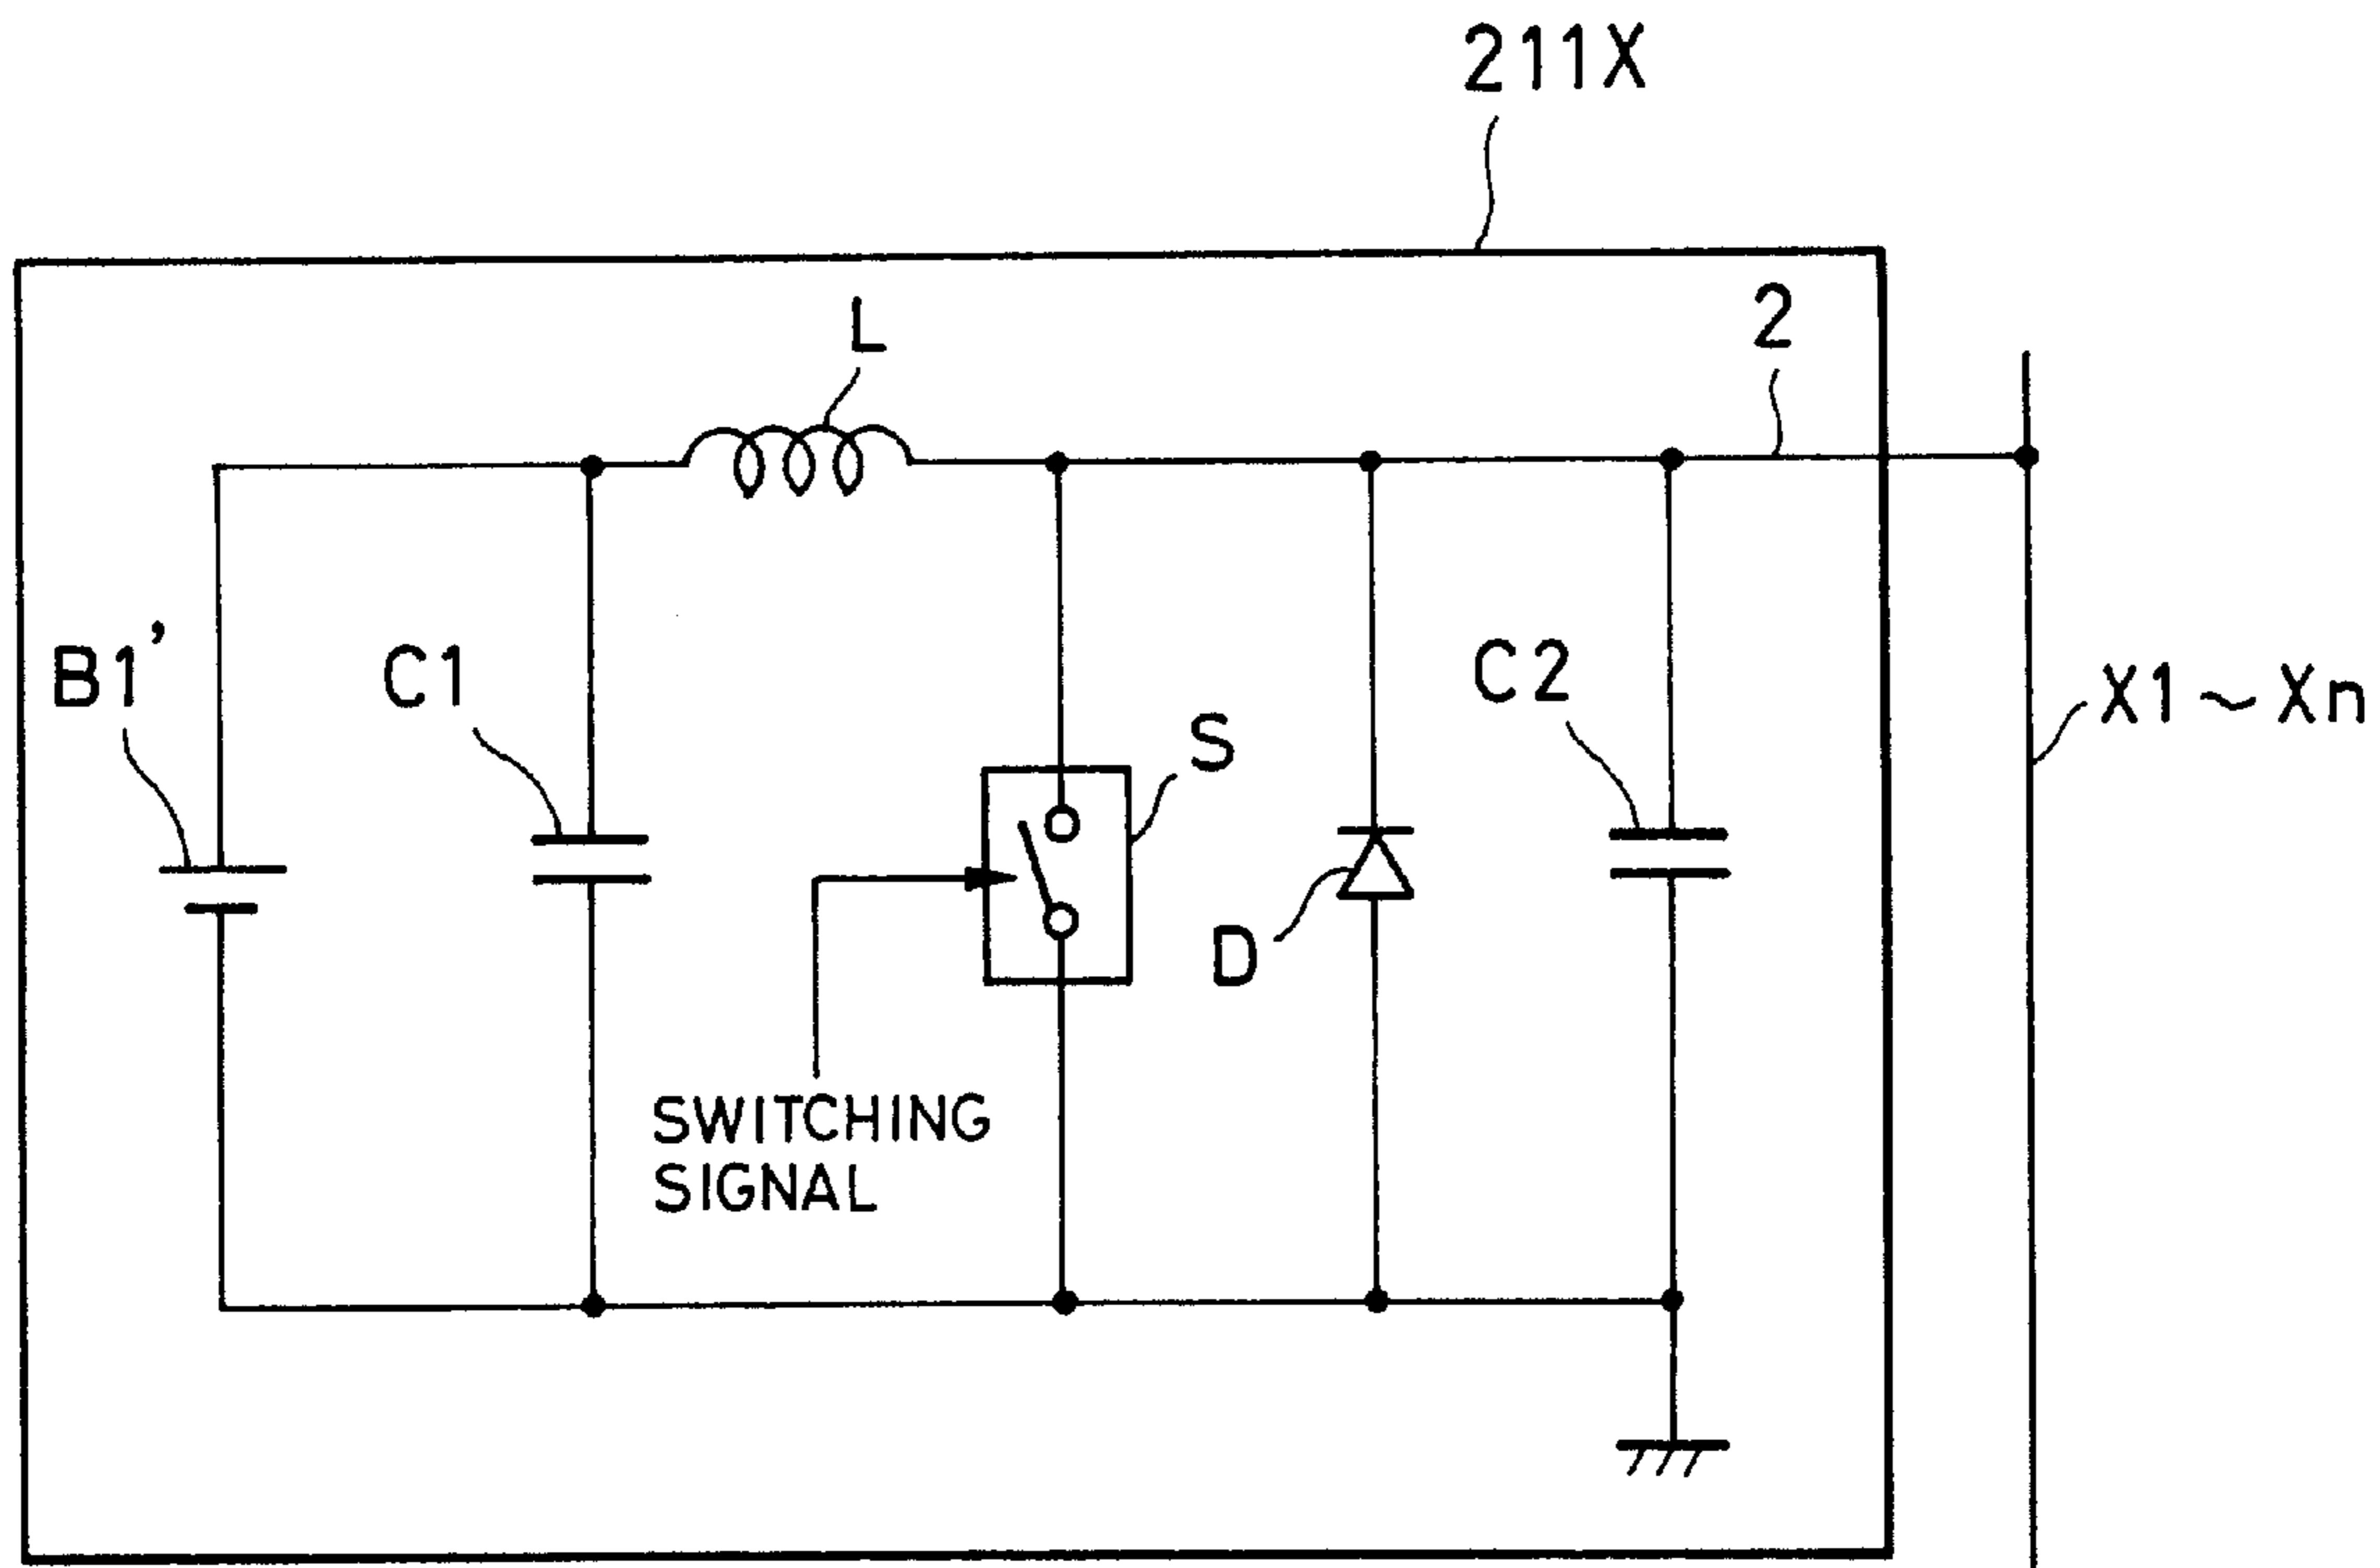 211X
L
2
B1’
C1
S
C2
X1～Xn
D
SWITCHING
SIGNAL